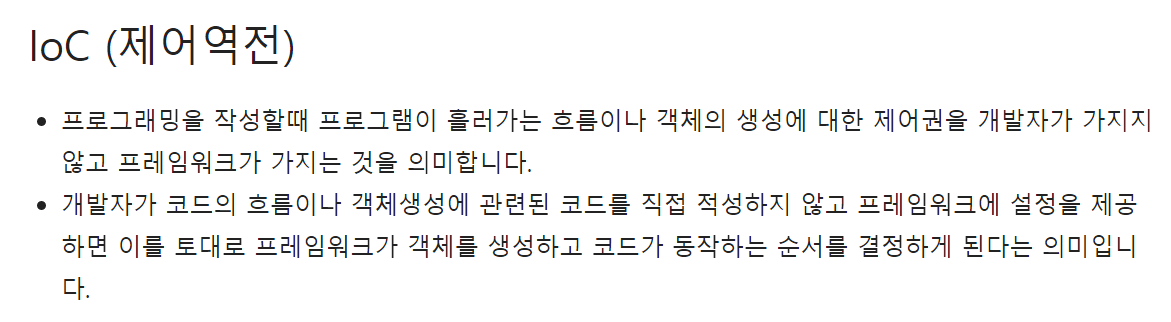 IoC (제어역전)
• 프로그래밍을 작성할때 프로그램이 흘러가는 흐름이나 객체의 생성에 대한 제어권을 개발자가 가지지
않고 프레임워크가 가지는 것을 의미합니다.
• 개발자가 코드의 흐름이나 객체생성에 관련된 코드를 직접 적성하지 않고 프레임워크에 설정을 제공
하면 이를 토대로 프레임워크가 객체를 생성하고 코드가 동작하는 순서를 결정하게 된다는 의미입니
다.